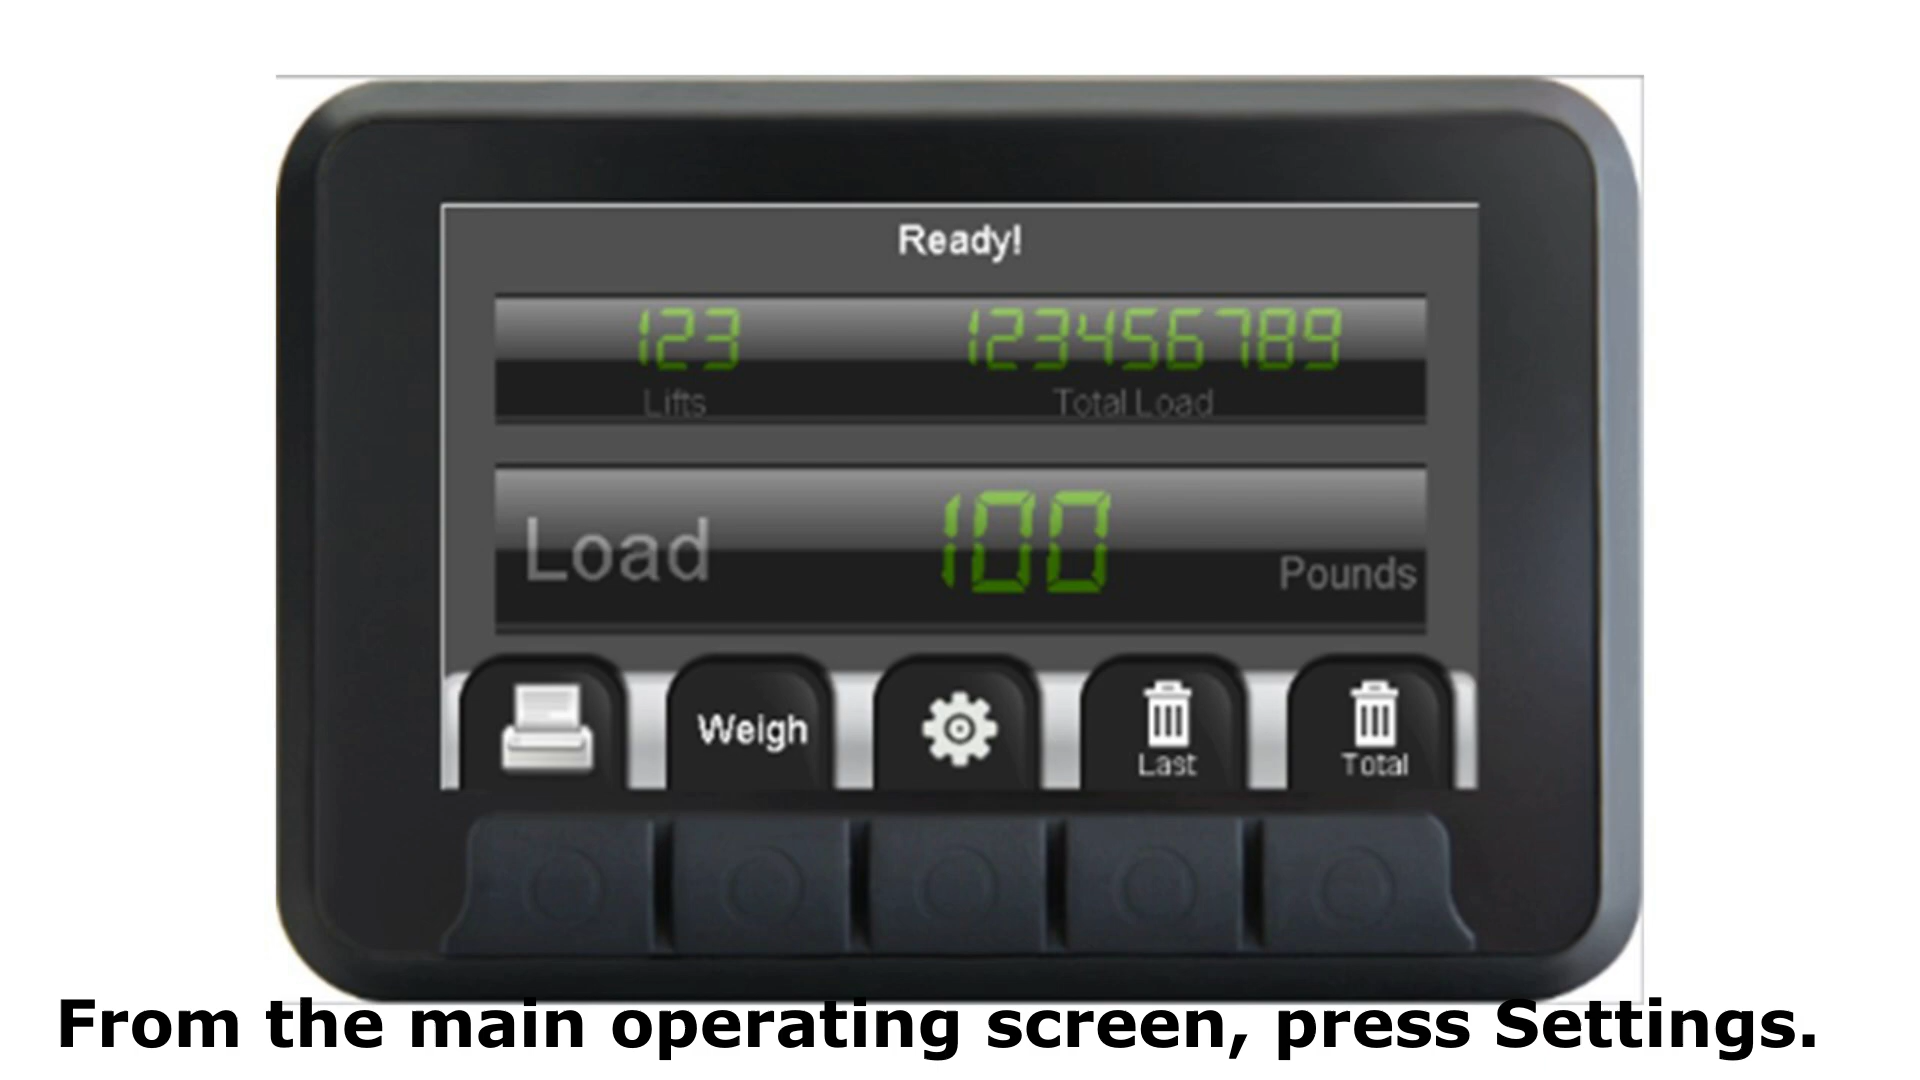 Ready!
123 123456789
Lifts Total Load
Load 100 Pounds
Weigh
Last Total
From the main operating screen, press Settings.